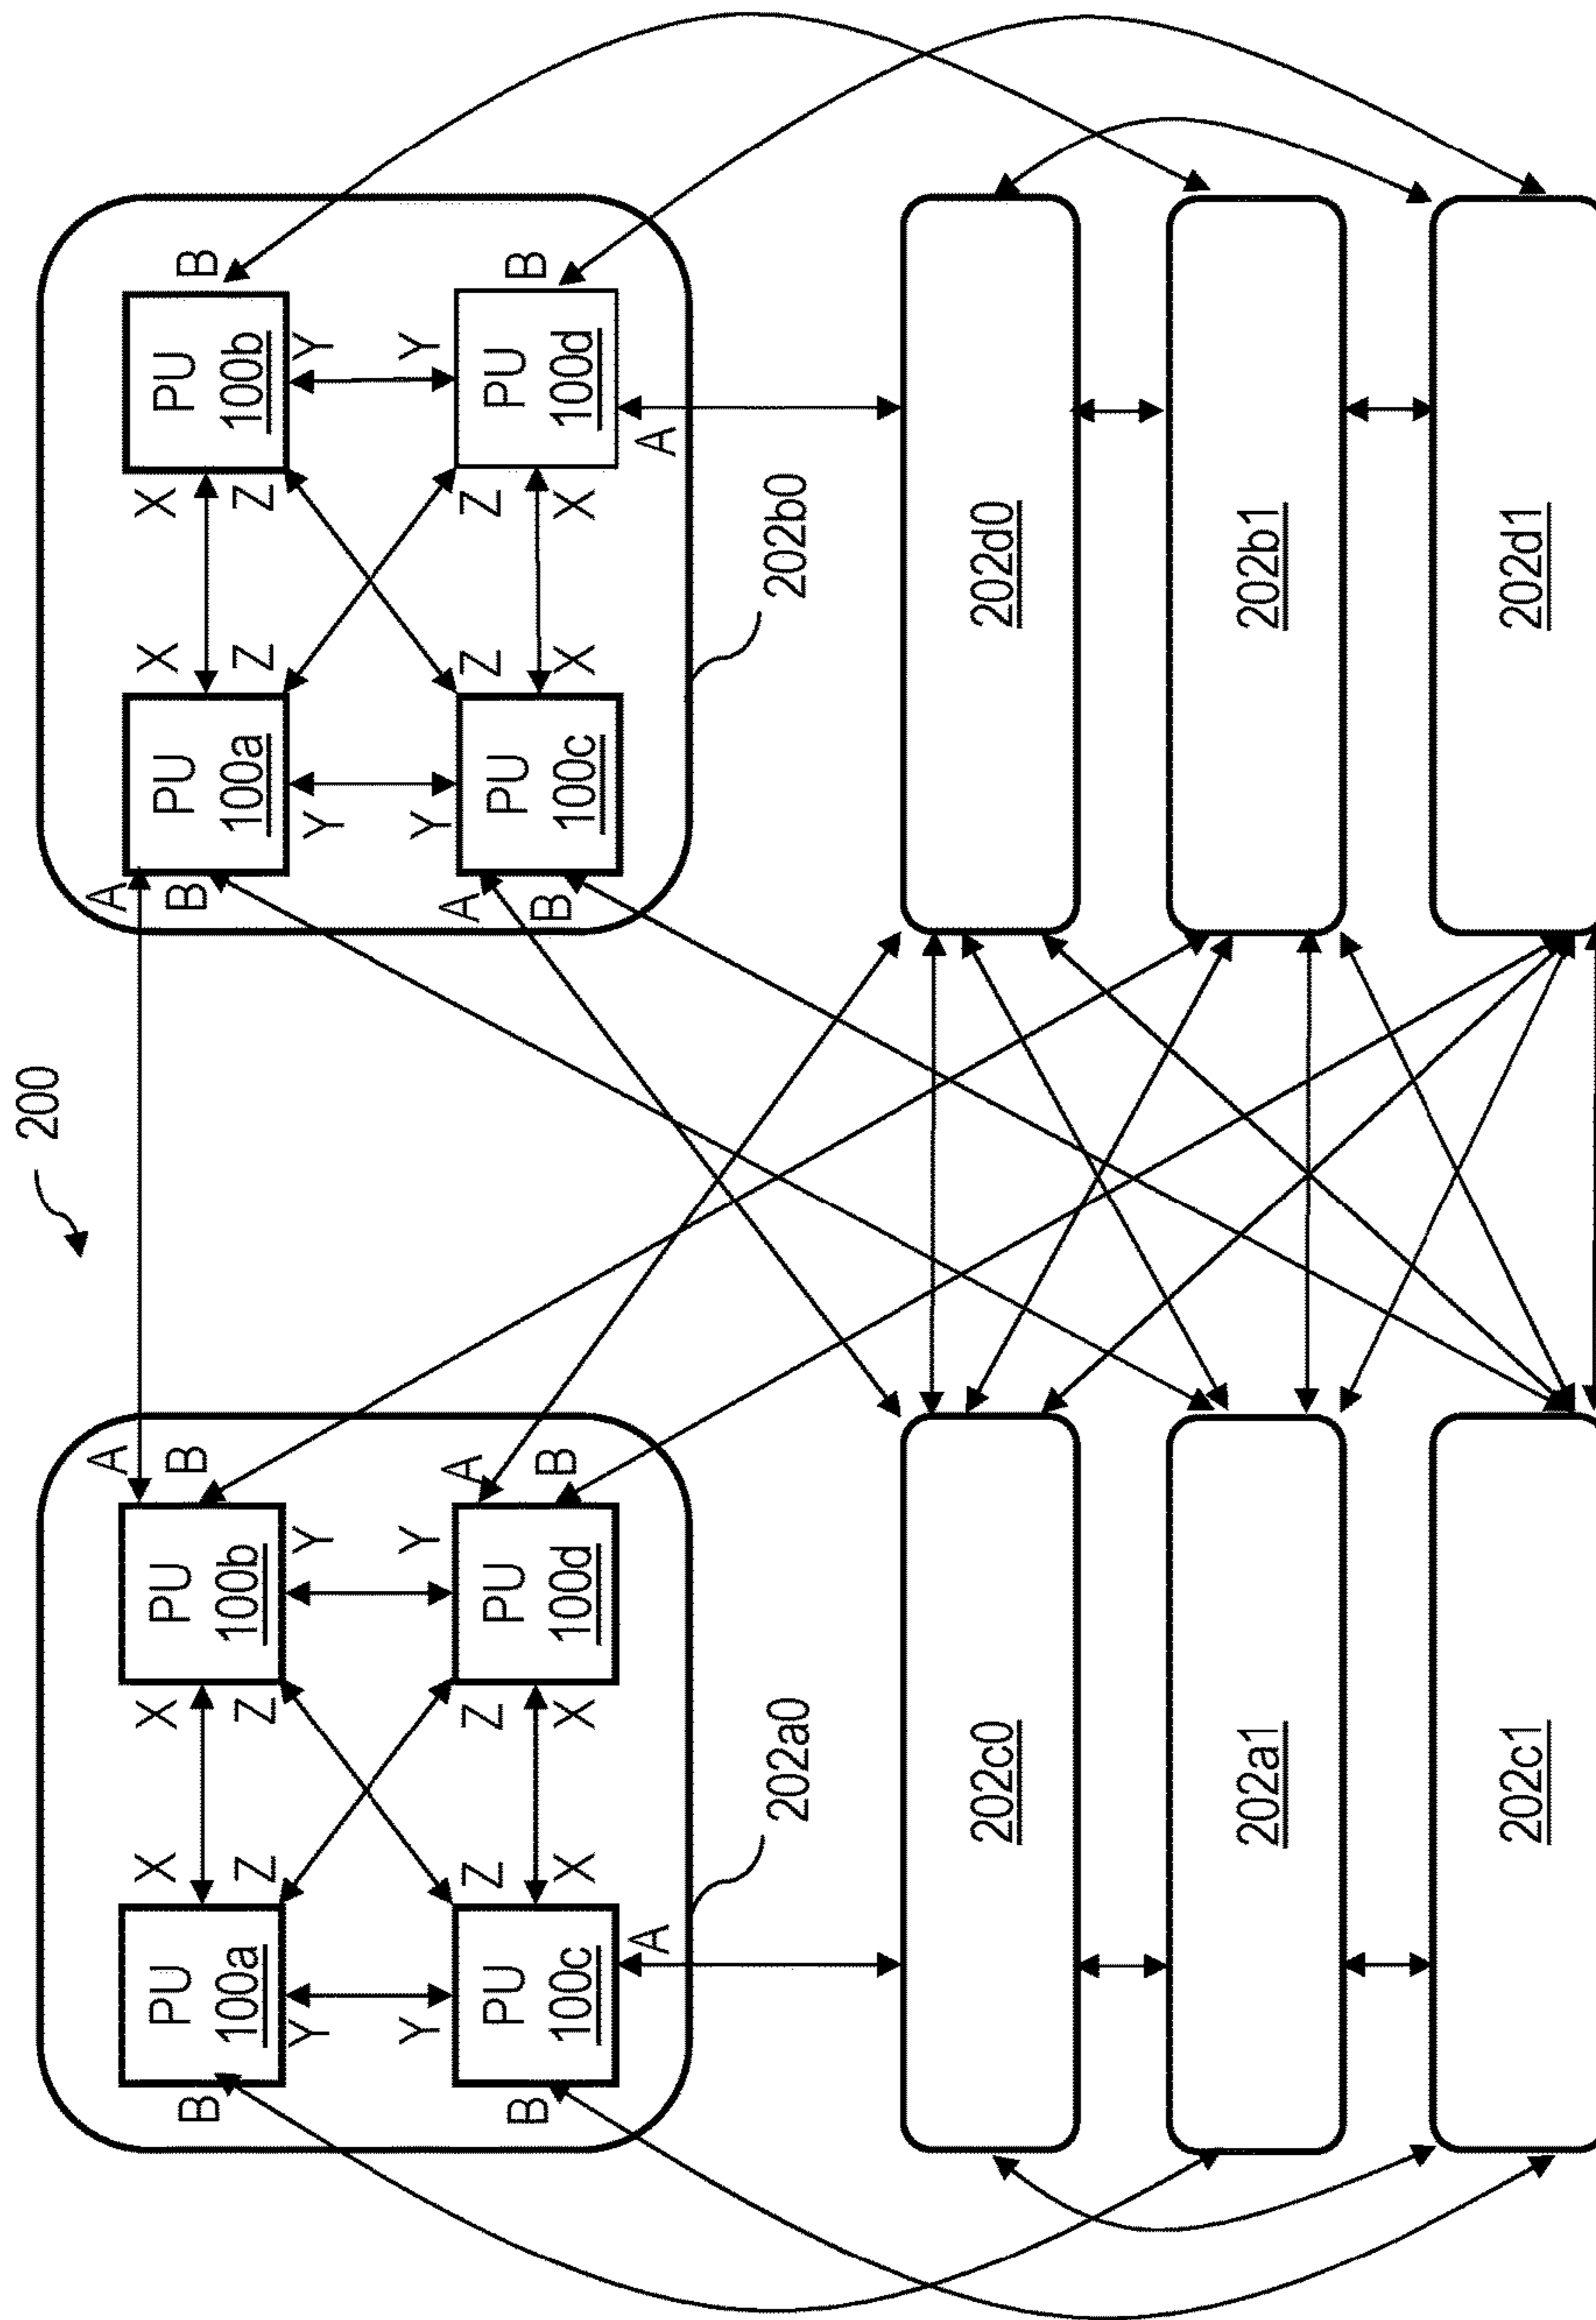 200
A A
PU X X PU PU X X PU
B 100a Z Z 100b B B 100a Z Z 100b B
Y Y Y Y
Y Y Y Y
A A
PU Z Z PU PU Z Z PU
B 100c X X 100d B B 100c X X 100d B
A A
202a0 202b0
202c0 202d0
202a1 202b1
202c1 202d1